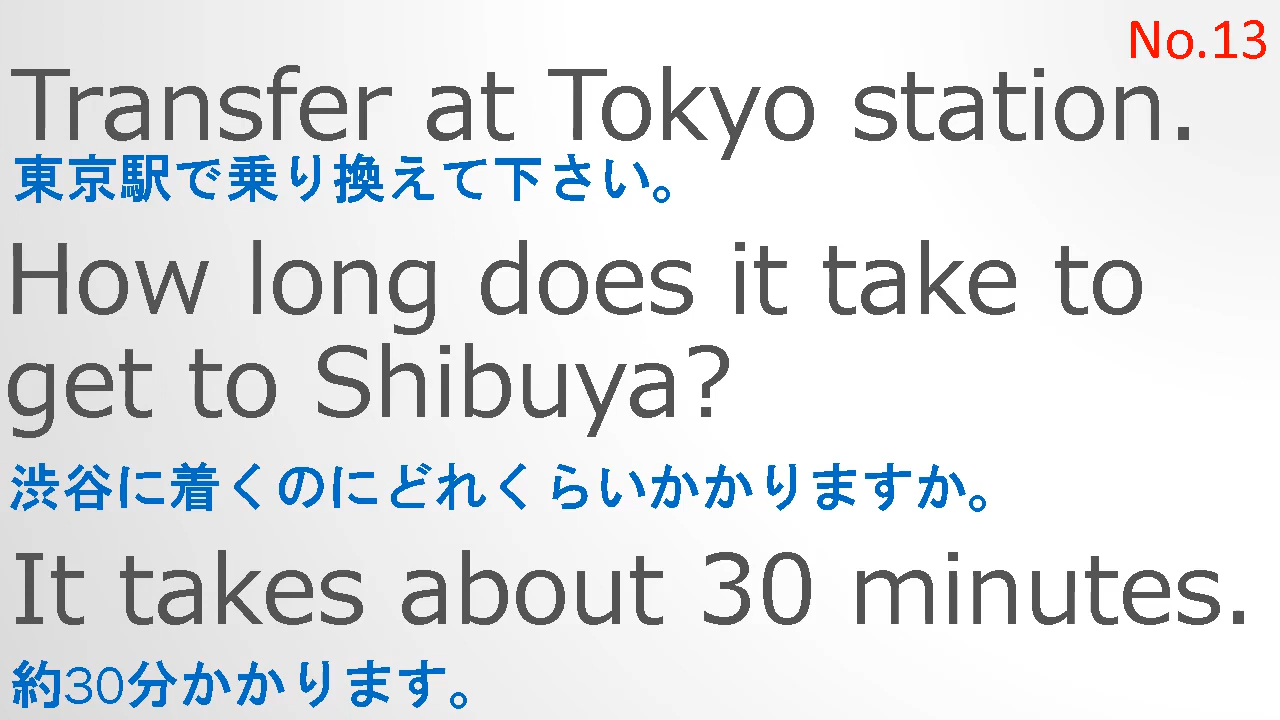 No.13
Transfer at Tokyo station.
東京駅で乗り換えて下さい。
How long does it take to
get to Shibuya?
渋谷に着くのにどれくらいかかりますか。
It takes about 30 minutes.
約30分かかります。